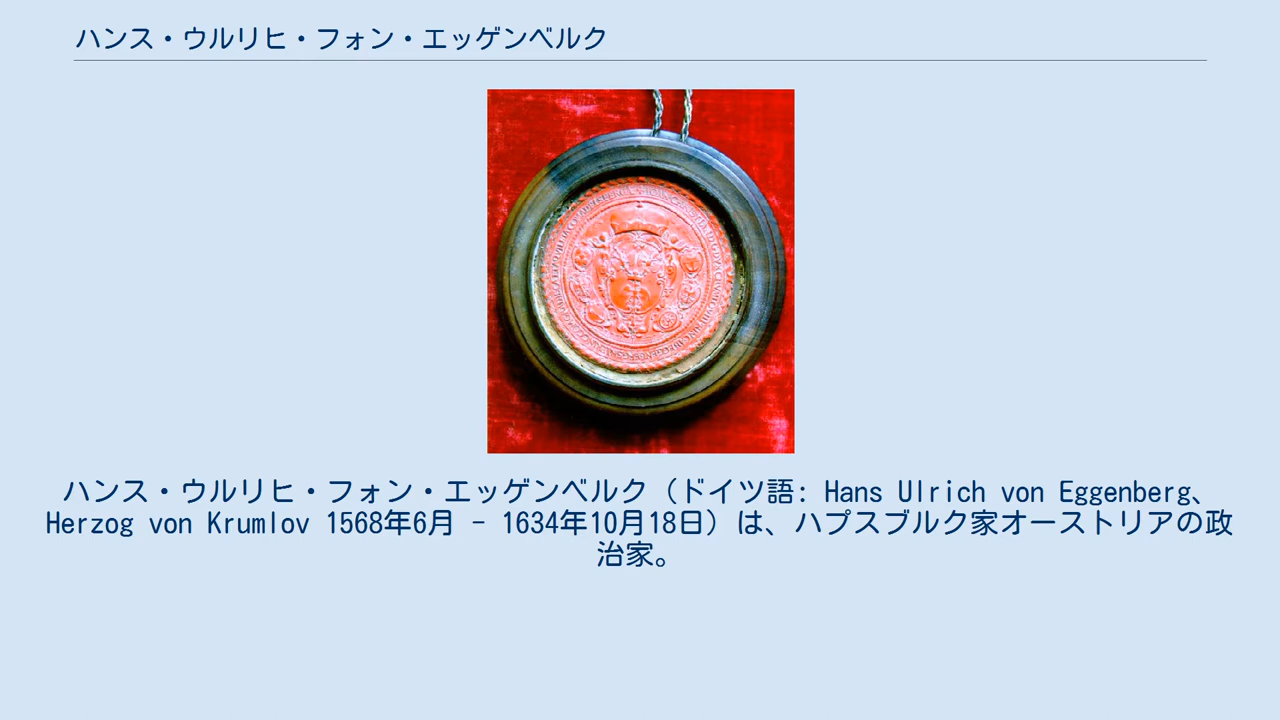 ハンス・ウルリヒ・フォン・エッゲンベルク
ハンス・ウルリヒ・フォン・エッゲンベルク（ドイツ語: Hans Ulrich von Eggenberg、
Herzog von Krumlov 1568年6月 - 1634年10月18日）は、ハプスブルク家オーストリアの政
治家。